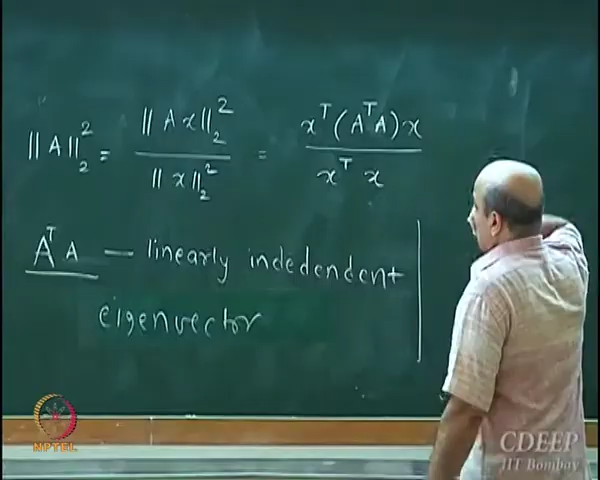 ||A||₂² = ||Ax||₂² / ||x||₂² = xᵀ(AᵀA)x / xᵀx
AᵀA — linearly indedendent
eigenvector
NPTEL
CDEEP
IIT Bombay